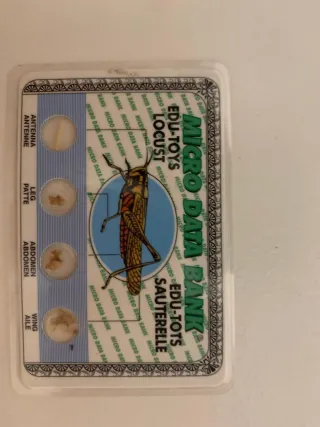 MICRO DATA BANK
EDU-TOYS
LOCUST
EDU-TOTS
SAUTERELLE
ANTENNA
ANTENNE
LEG
PATTE
ABDOMEN
ABDOMEN
WING
AILE